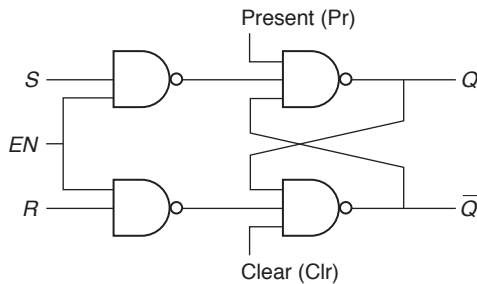 Present (Pr)
S
Q
EN
R
Q̅
Clear (Clr)